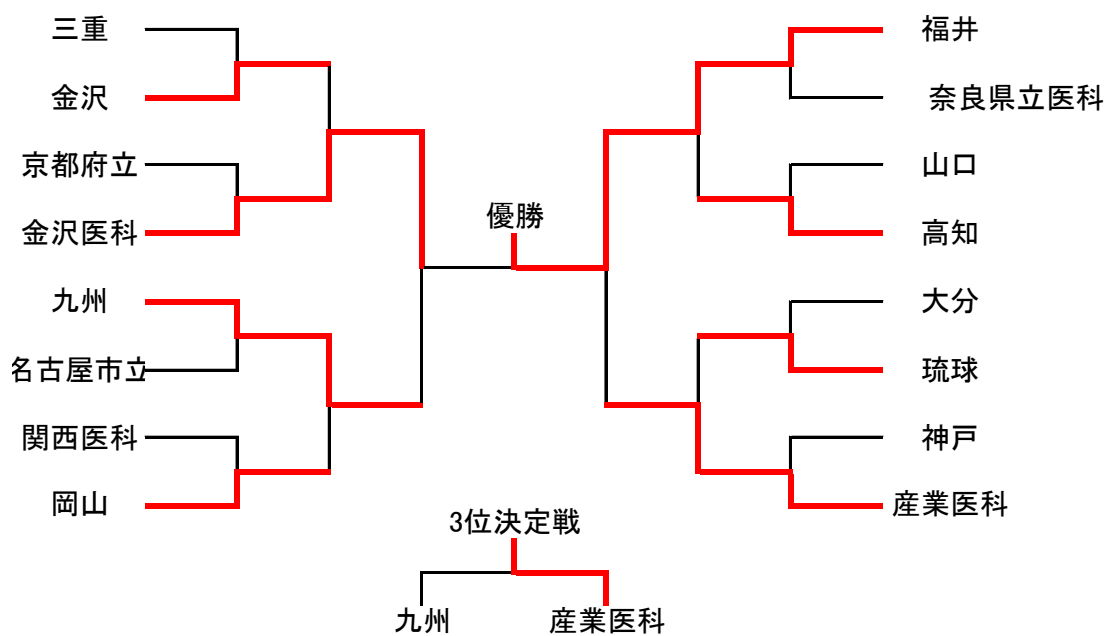 三重
金沢
京都府立
金沢医科
九州
名古屋市立
関西医科
岡山
優勝
福井
奈良県立医科
山口
高知
大分
琉球
神戸
産業医科
3位決定戦
九州
産業医科